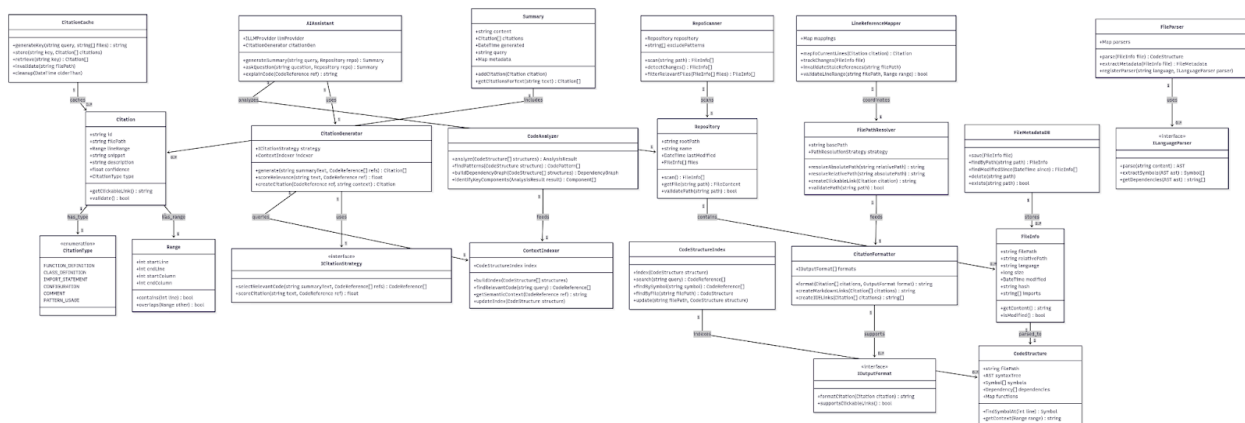 CitationCache
+generateKey(string query, string[] files) : string
+store(string key, Citation[] citations)
+retrieve(string key) : Citation[]
+invalidate(string filePath)
+cleanup(DateTime olderThan)
caches
Citation
+string id
+string filePath
+Range lineRange
+string snippet
+string description
+float confidence
+CitationType type
+getClickableLink() : string
+validate() : bool
has_type
has_range
«enumeration»
CitationType
FUNCTION_DEFINITION
CLASS_DEFINITION
IMPORT_STATEMENT
CONFIGURATION
COMMENT
PATTERN_USAGE
Range
+int startLine
+int endLine
+int startColumn
+int endColumn
+contains(int line) : bool
+overlaps(Range other) : bool
AIAssistant
+ILLMProvider llmProvider
+CitationGenerator citationGen
+generateSummary(string query, Repository repo) : Summary
+askQuestion(string question, Repository repo) : Summary
+explainCode(CodeReference ref) : string
analyzes
uses
Summary
+string content
+Citation[] citations
+DateTime generated
+string query
+Map metadata
+addCitation(Citation citation)
+getCitationsForText(string text) : Citation[]
includes
CitationGenerator
+ICitationStrategy strategy
+ContextIndexer indexer
+generate(string summaryText, CodeReference[] refs) : Citation[]
+scoreRelevance(string text, CodeReference ref) : float
+createCitation(CodeReference ref, string context) : Citation
queries
uses
«interface»
ICitationStrategy
+selectRelevantCode(string summaryText, CodeReference[] refs) : CodeReference[]
+scoreCitation(string text, CodeReference ref) : float
CodeAnalyzer
+analyze(CodeStructure[] structures) : AnalysisResult
+findPatterns(CodeStructure structure) : CodePattern[]
+buildDependencyGraph(CodeStructure[] structures) : DependencyGraph
+identifyKeyComponents(AnalysisResult result) : Component[]
feeds
ContextIndexer
+CodeStructureIndex index
+buildIndex(CodeStructure[] structures)
+findRelevantCode(string query) : CodeReference[]
+getSemanticContext(CodeReference ref) : string
+updateIndex(CodeStructure structure)
RepoScanner
+Repository repository
+string[] excludePatterns
+scan(string path) : FileInfo[]
+detectChanges() : FileInfo[]
+filterRelevantFiles(FileInfo[] files) : FileInfo[]
scans
Repository
+string rootPath
+string name
+DateTime lastModified
+FileInfo[] files
+scan() : FileInfo[]
+getFile(string path) : FileContent
+validatePath(string path) : bool
contains
CodeStructureIndex
+index(CodeStructure structure)
+search(string query) : CodeReference[]
+findBySymbol(string symbol) : CodeReference[]
+findByFile(string filePath) : CodeStructure
+update(string filePath, CodeStructure structure)
indexes
LineReferenceMapper
+Map mappings
+mapToCurrentLines(Citation citation) : Citation
+trackChanges(FileInfo file)
+invalidateStaleReferences(string filePath)
+validateLines(string filePath, Range range) : bool
coordinates
FilePathResolver
+string basePath
+PathResolutionStrategy strategy
+resolveAbsolutePath(string relativePath) : string
+resolveRelativePath(string absolutePath) : string
+createClickableLink(Citation citation) : string
+validatePath(string path) : bool
feeds
CitationFormatter
+IOutputFormat[] formats
+format(Citation[] citations, OutputFormat format) : string
+createMarkdownLinks(Citation[] citations) : string
+createIDELinks(Citation[] citations) : string[]
supports
«interface»
IOutputFormat
+formatCitation(Citation citation) : string
+supportsClickableLinks() : bool
FileMetadataDB
+save(FileInfo file)
+findByPath(string path) : FileInfo
+findModifiedSince(DateTime since) : FileInfo[]
+delete(string path)
+exists(string path)
stores
FileInfo
+string filePath
+string relativePath
+string language
+long size
+DateTime modified
+string hash
+string[] imports
+getContent() : string
+isModified() : bool
parsed_to
CodeStructure
+string filePath
+AST syntaxTree
+Symbol[] symbols
+Dependency[] dependencies
+Map functions
+findSymbolAt(int line) : Symbol
+getContext(Range range) : string
FileParser
+Map parsers
+parse(FileInfo file) : CodeStructure
+extractMetadata(FileInfo file) : FileMetadata
+registerParser(string language, ILanguageParser parser)
uses
«interface»
ILanguageParser
+parse(string content) : AST
+extractSymbols(AST ast) : Symbol[]
+getDependencies(AST ast) : string[]